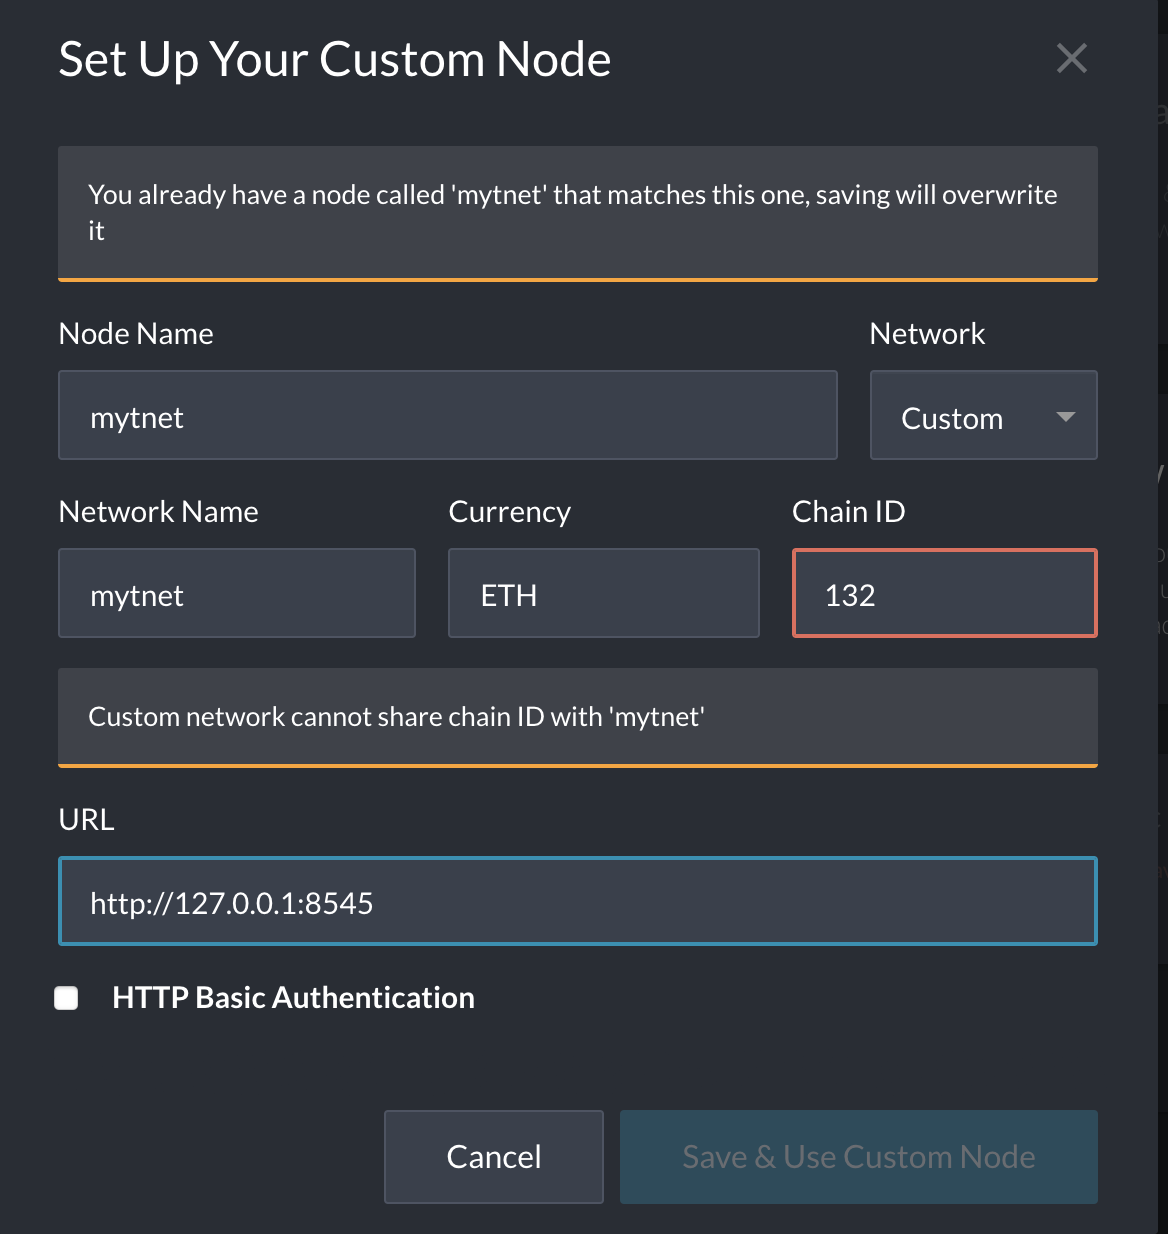 Set Up Your Custom Node
You already have a node called 'mytnet' that matches this one, saving will overwrite
it
Node Name
Network
mytnet
Custom
Network Name
Currency
Chain ID
mytnet
ETH
132
Custom network cannot share chain ID with 'mytnet'
URL
http://127.0.0.1:8545
HTTP Basic Authentication
Cancel
Save & Use Custom Node